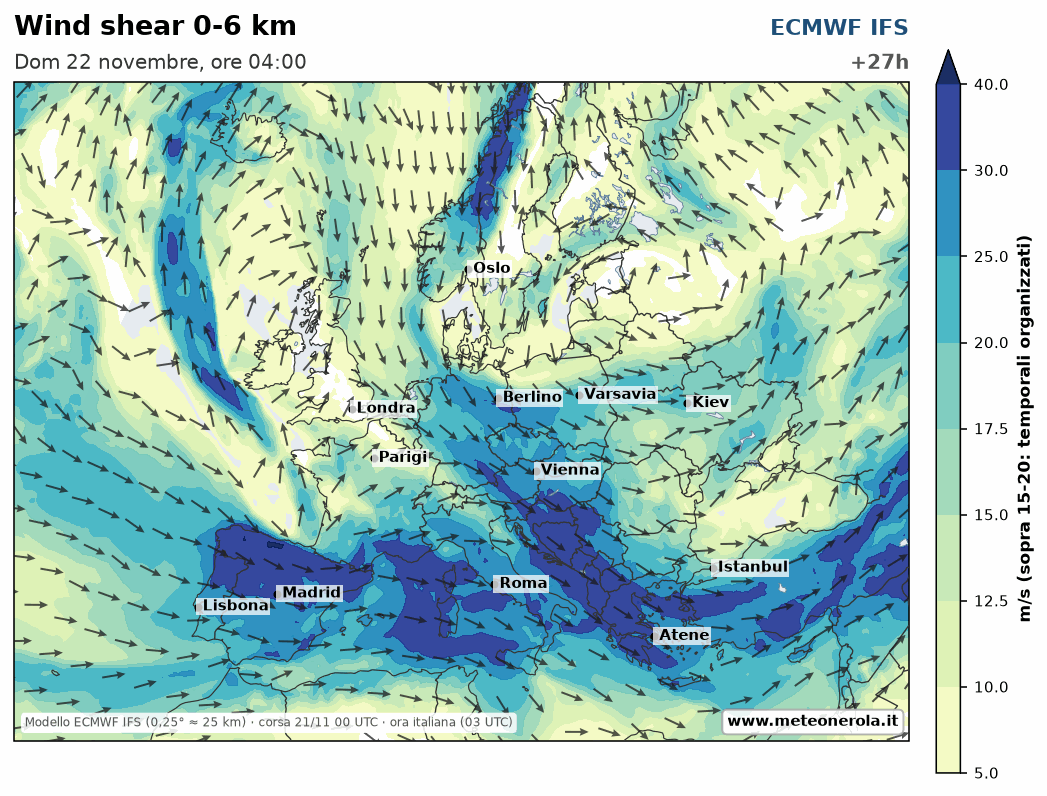 Wind shear 0-6 km
ECMWF IFS
Dom 22 novembre, ore 04:00
+27h
40.0
30.0
25.0
20.0
17.5
15.0
12.5
10.0
5.0
m/s (sopra 15-20: temporali organizzati)
Oslo
Berlino
Varsavia
Kiev
Londra
Parigi
Vienna
Istanbul
Roma
Madrid
Lisbona
Atene
Modello ECMWF IFS (0,25° ≈ 25 km) · corsa 21/11 00 UTC · ora italiana (03 UTC)
www.meteonerola.it